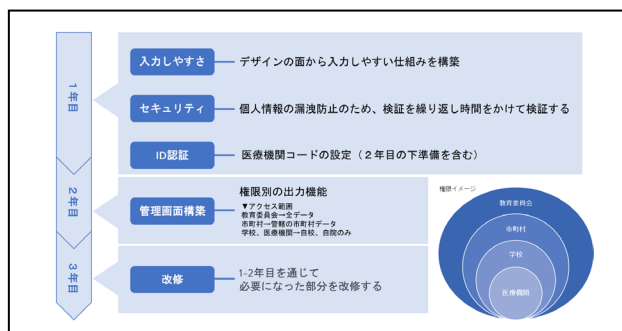 1年目
入力しやすさ
デザインの面から入力しやすい仕組みを構築
セキュリティ
個人情報の漏洩防止のため、検証を繰り返し時間をかけて検証する
ID認証
医療機関コードの設定（２年目の下準備を含む）
2年目
管理画面構築
権限別の出力機能
▼アクセス範囲
教育委員会→全データ
市町村→管轄の市町村データ
学校、医療機関→自校、自院のみ
3年目
改修
1-2年目を通じて
必要になった部分を改修する
権限イメージ
教育委員会
市町村
学校
医療機関